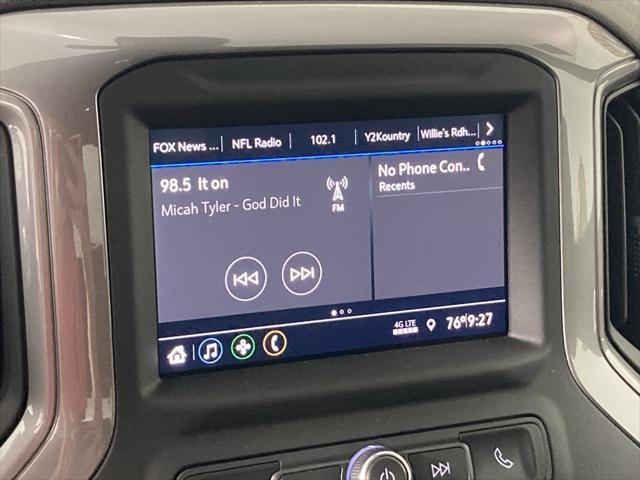 FOX News ... NFL Radio 102.1 Y2Kountry Willie's Rdh...
98.5 It on
Micah Tyler - God Did It
FM
No Phone Con..
Recents
4G LTE 76° 9:27